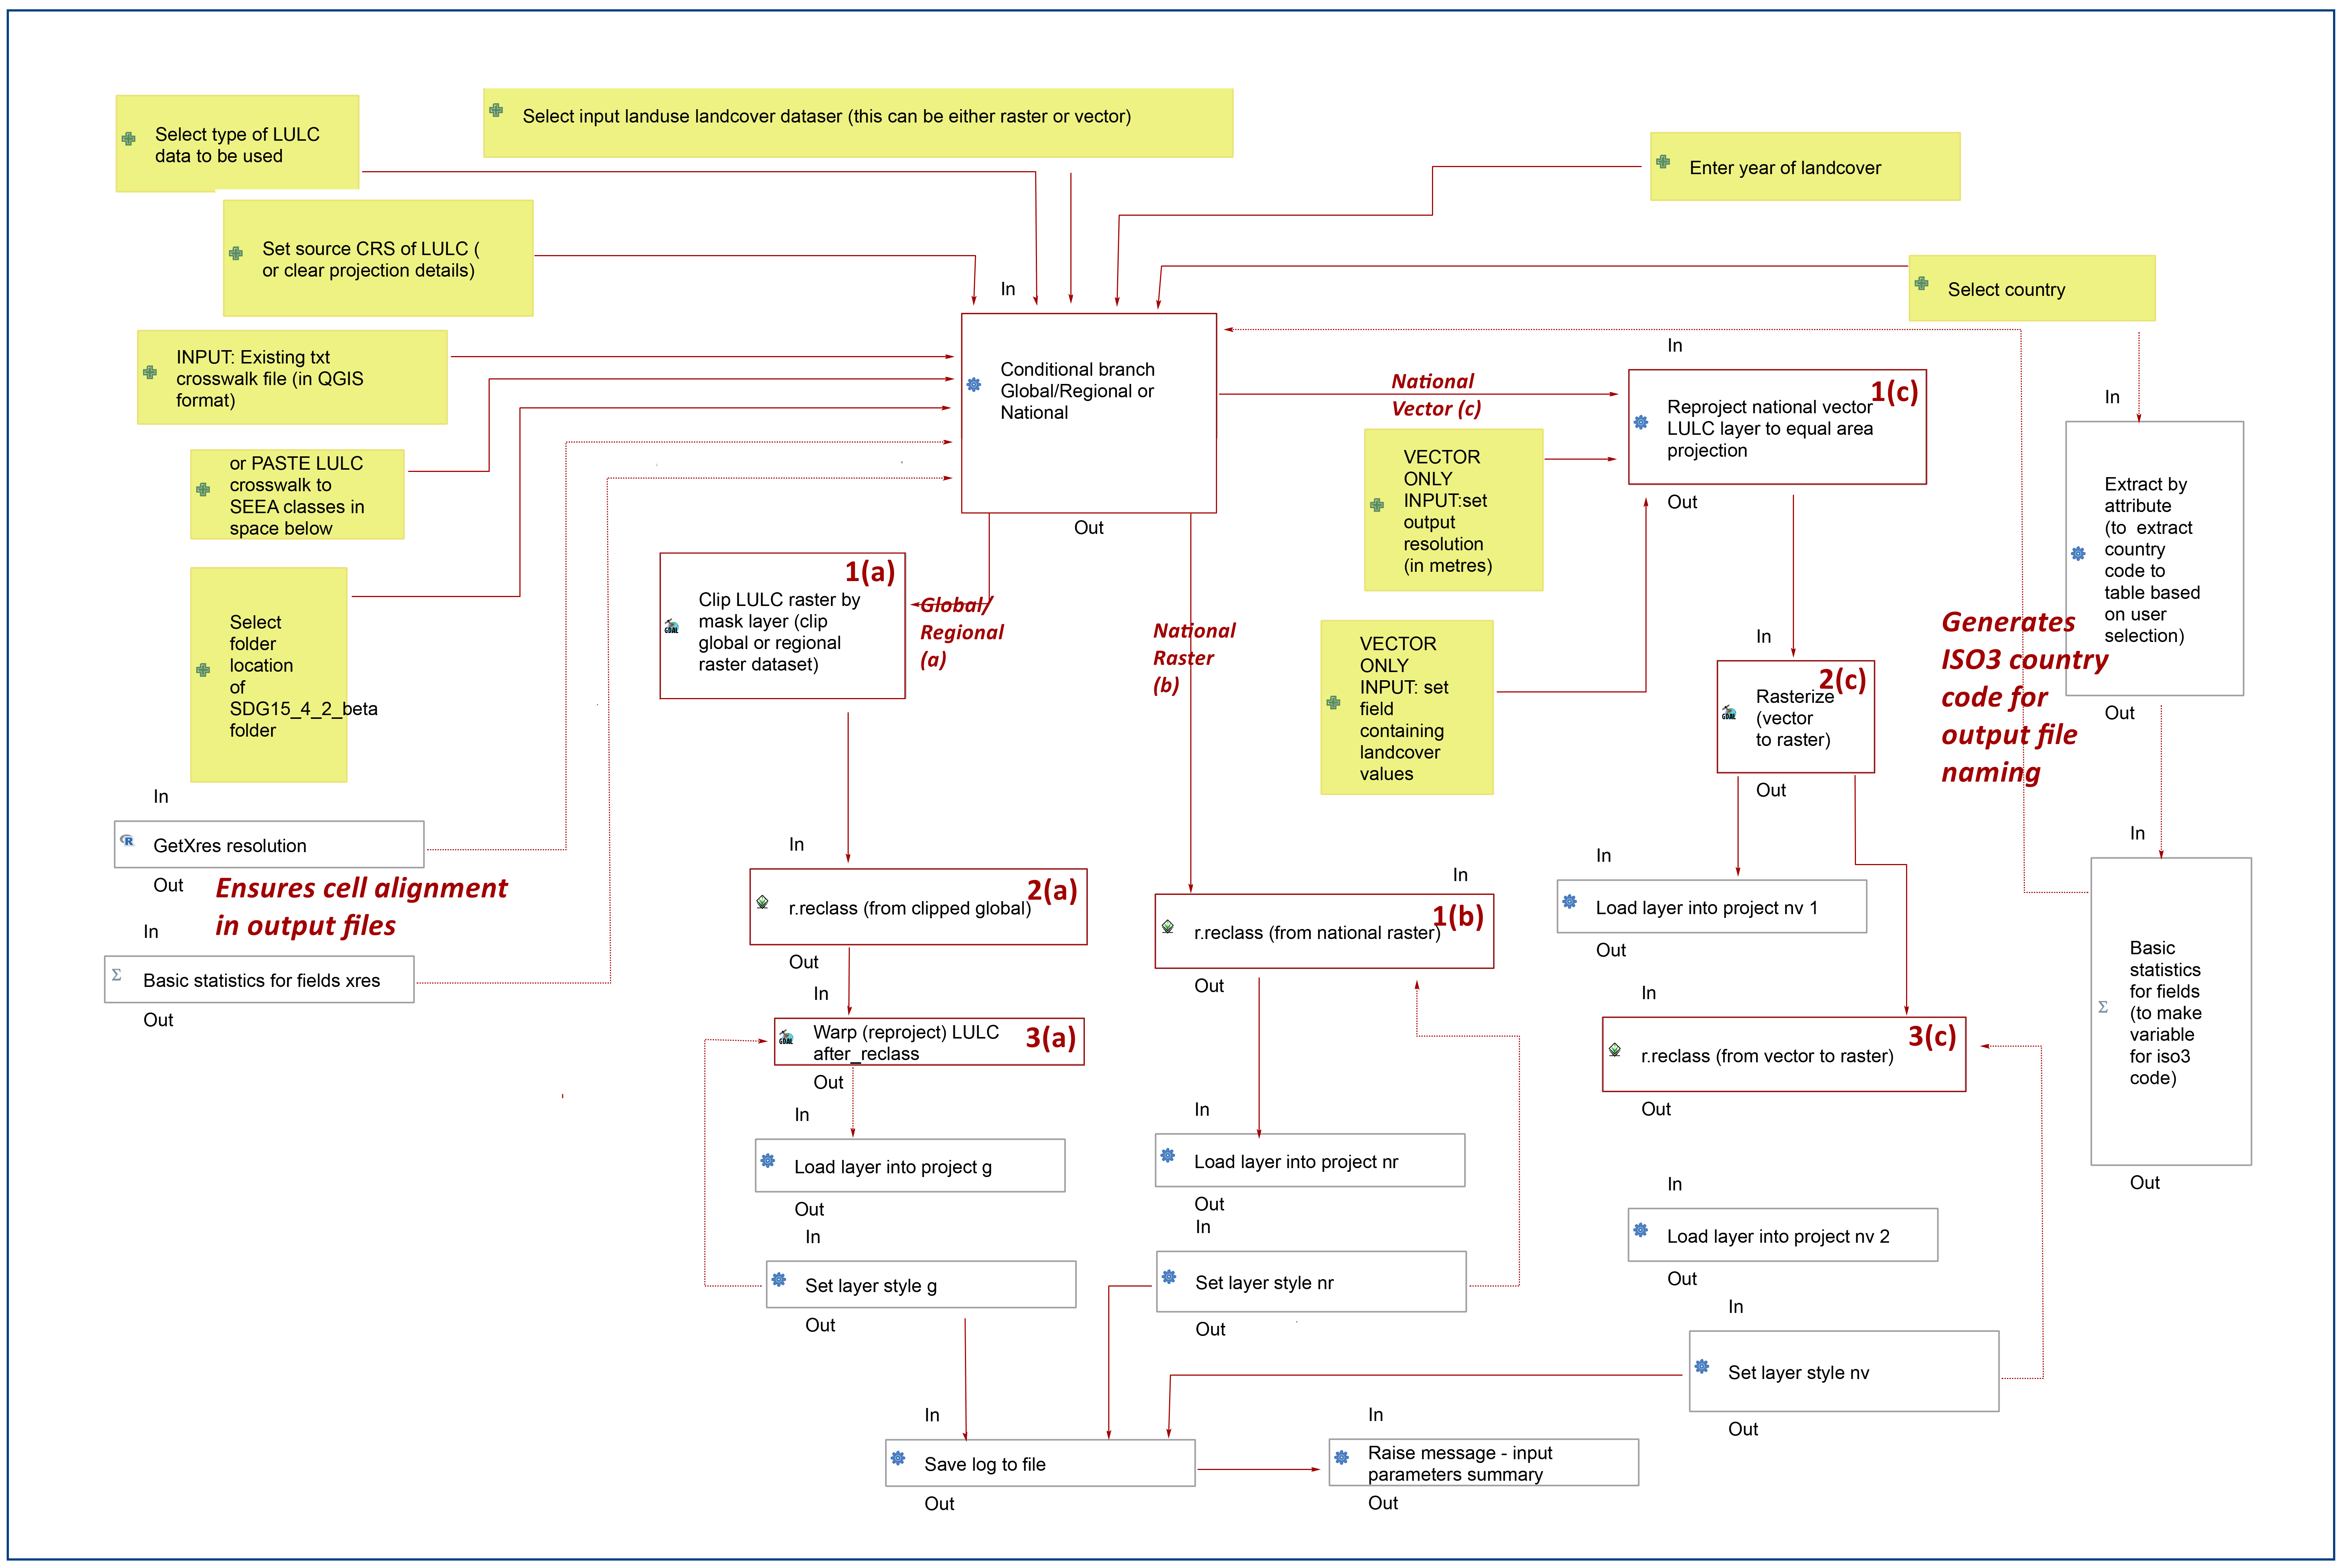 Select type of LULC
data to be used
Select input landuse landcover dataser (this can be either raster or vector)
Enter year of landcover
Set source CRS of LULC (
or clear projection details)
Select country
In
INPUT: Existing txt
crosswalk file (in QGIS
format)
Conditional branch
Global/Regional or
National
Out
National
Vector (c)
In
1(c)
Reproject national vector
LULC layer to equal area
projection
Out
or PASTE LULC
crosswalk to
SEEA classes in
space below
VECTOR
ONLY
INPUT:set
output
resolution
(in metres)
In
Extract by
attribute
(to  extract
country
code to
table based
on user
selection)
Out
Select
folder
location
of
SDG15_4_2_beta
folder
1(a)
Clip LULC raster by
mask layer (clip
global or regional
raster dataset)
Global/
Regional
(a)
National
Raster
(b)
VECTOR
ONLY
INPUT: set
field
containing
landcover
values
In
2(c)
Rasterize
(vector
to raster)
Out
Generates
ISO3 country
code for
output file
naming
In
GetXres resolution
Out
Ensures cell alignment
in output files
In
Basic statistics for fields xres
Out
In
2(a)
r.reclass (from clipped global)
Out
In
1(b)
r.reclass (from national raster)
Out
In
Load layer into project nv 1
Out
In
Basic
statistics
for fields
(to make
variable
for iso3
code)
Out
In
Warp (reproject) LULC
after_reclass
3(a)
Out
In
3(c)
r.reclass (from vector to raster)
Out
In
Load layer into project g
Out
In
Load layer into project nr
Out
In
Load layer into project nv 2
Out
In
Set layer style g
Out
In
Set layer style nr
Out
In
Set layer style nv
Out
In
Save log to file
Out
In
Raise message - input
parameters summary
Out